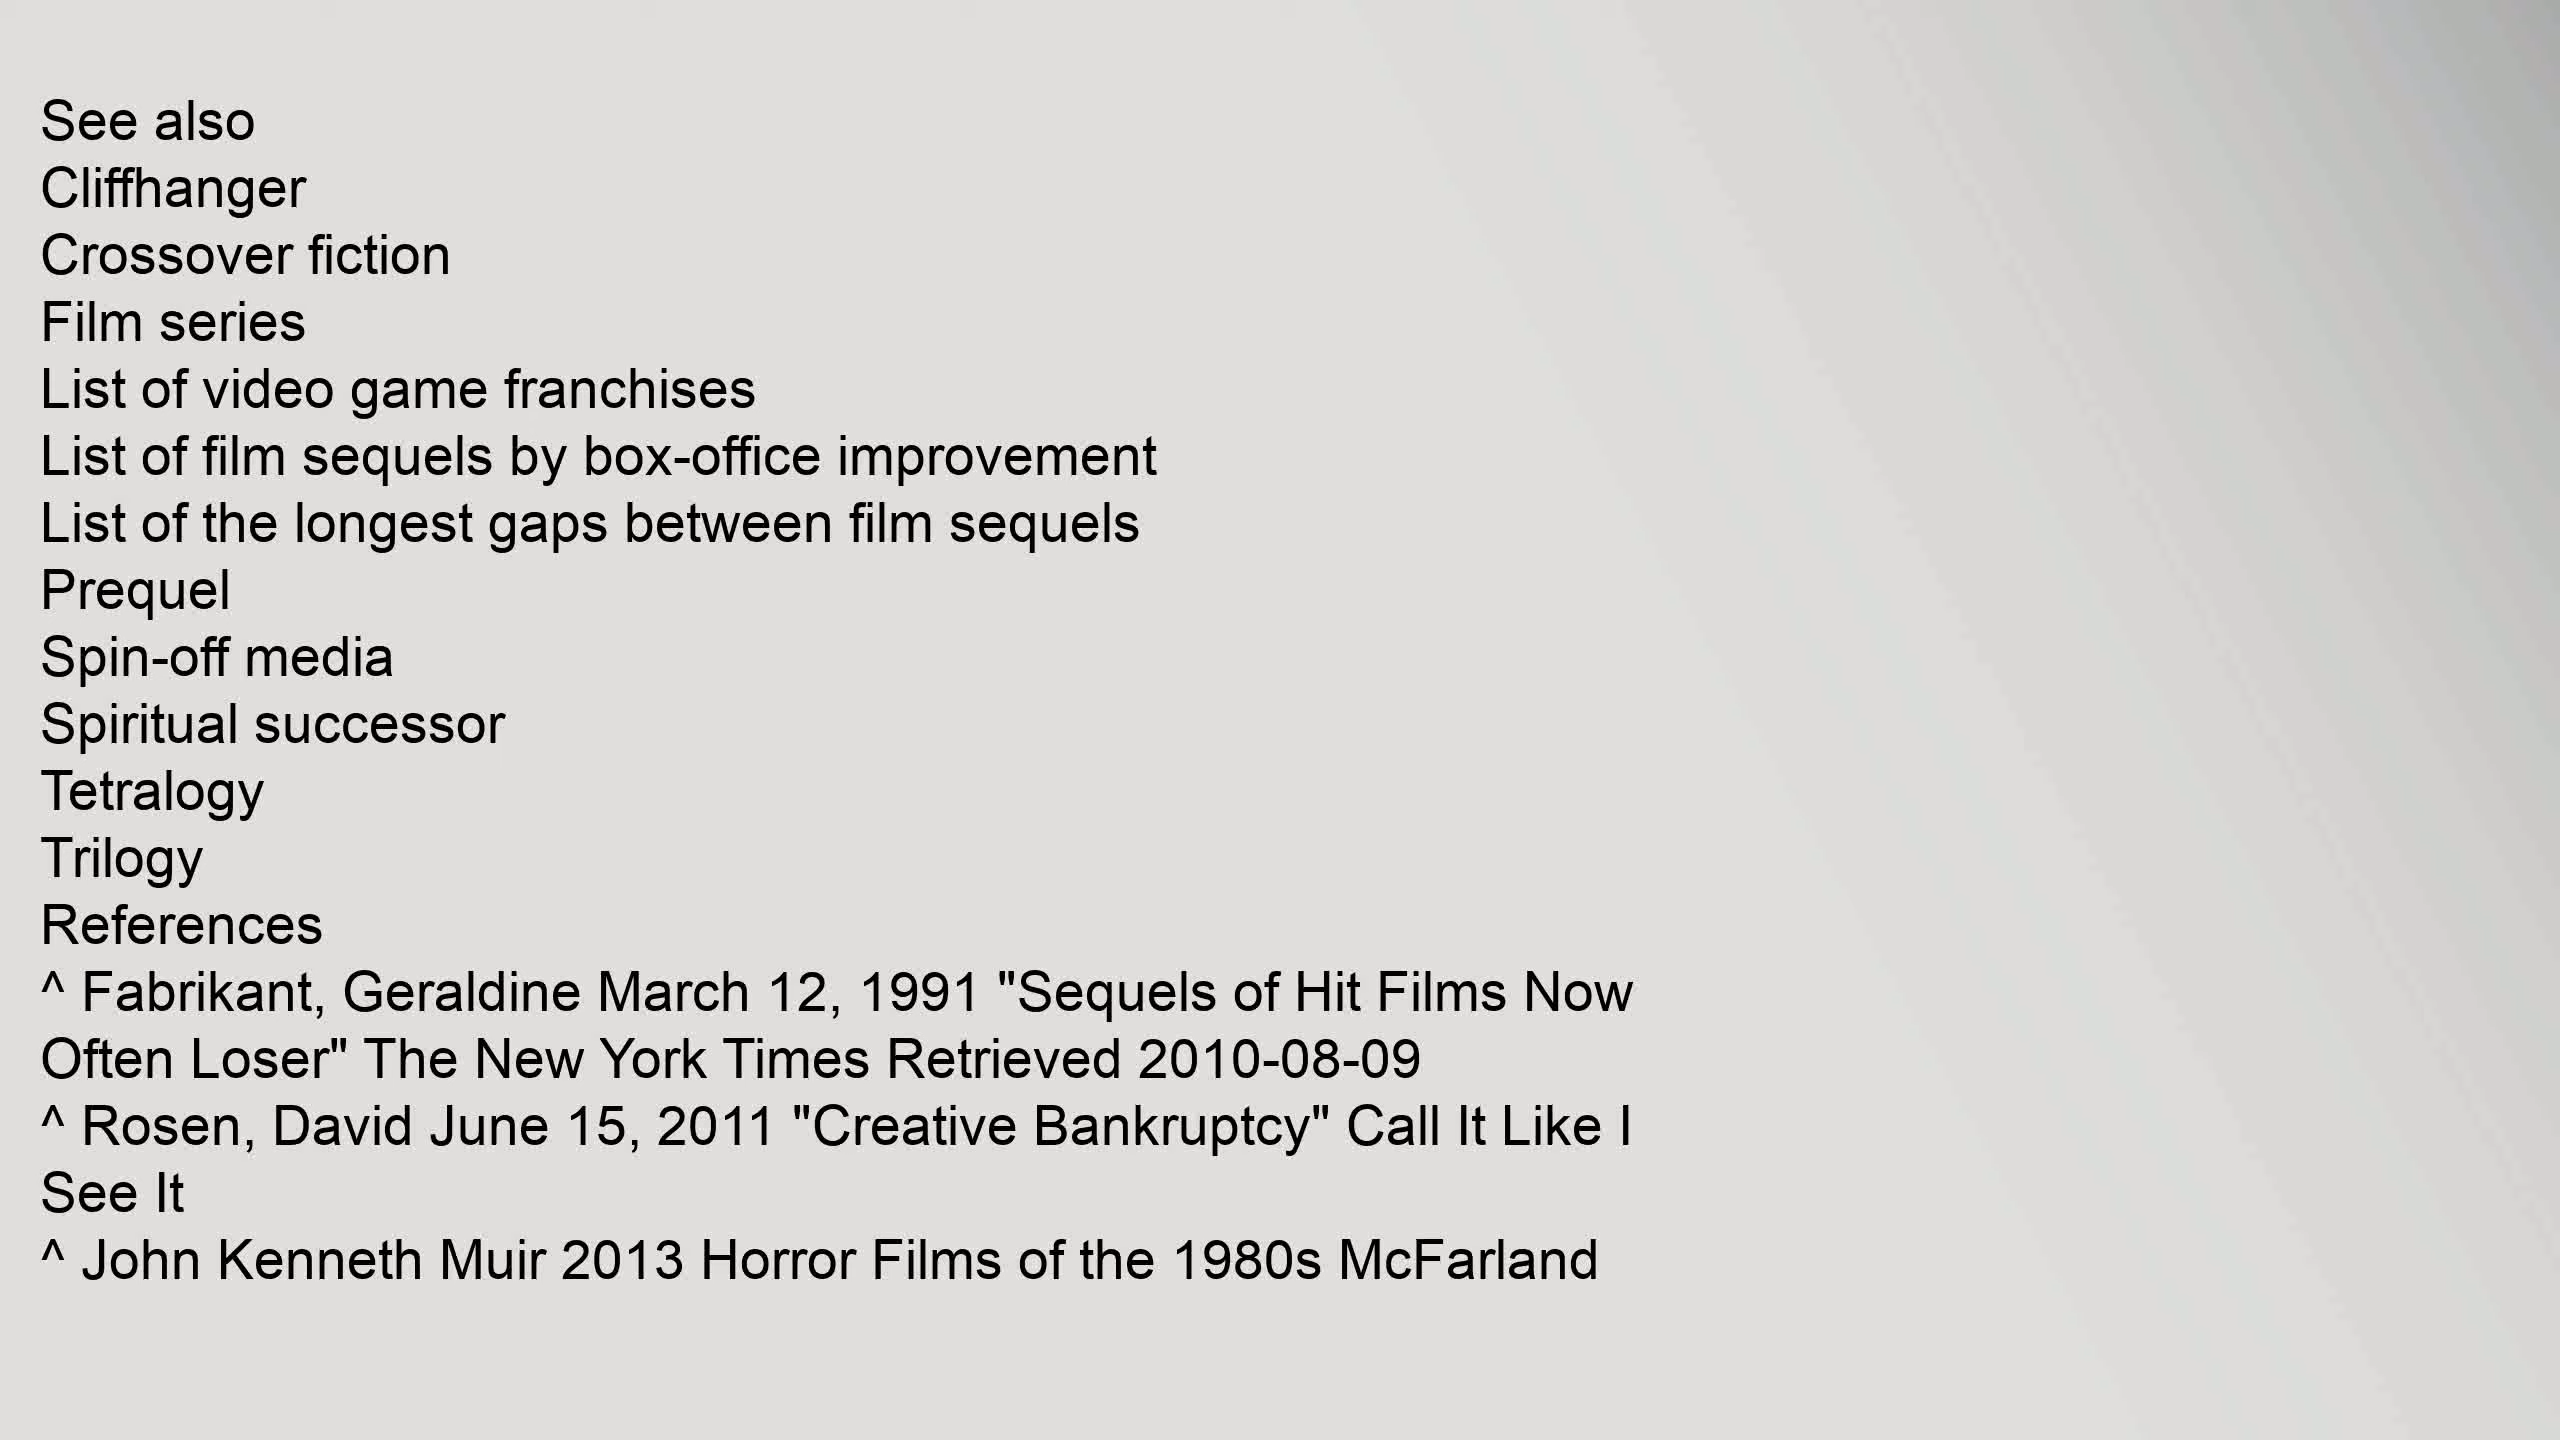 See also
Cliffhanger
Crossover fiction
Film series
List of video game franchises
List of film sequels by box-office improvement
List of the longest gaps between film sequels
Prequel
Spin-off media
Spiritual successor
Tetralogy
Trilogy
References
^ Fabrikant, Geraldine March 12, 1991 "Sequels of Hit Films Now
Often Loser" The New York Times Retrieved 2010-08-09
^ Rosen, David June 15, 2011 "Creative Bankruptcy" Call It Like I
See It
^ John Kenneth Muir 2013 Horror Films of the 1980s McFarland